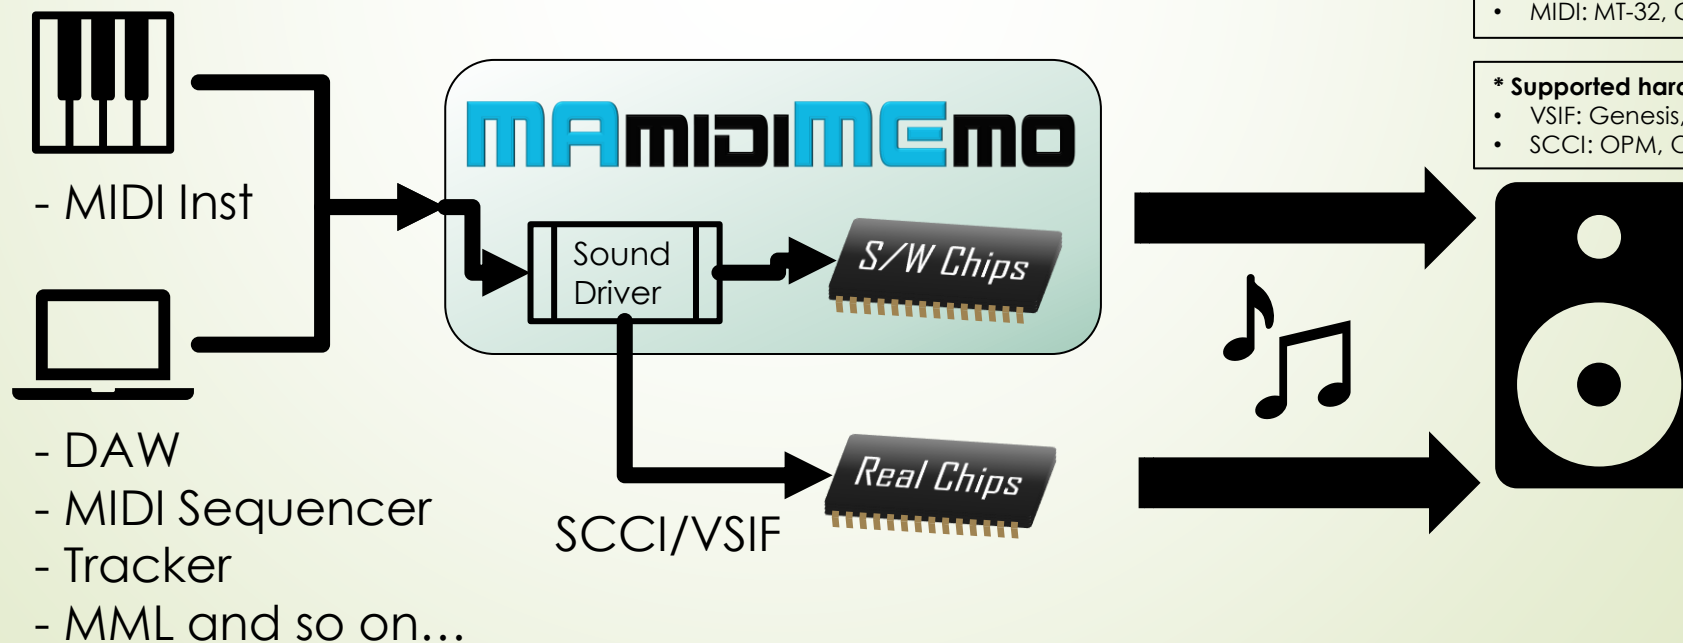 - MIDI Inst
- DAW
- MIDI Sequencer
- Tracker
- MML and so on...
MAmidiMEmo
Sound
Driver
S/W Chips
Real Chips
SCCI/VSIF
• MIDI: MT-32,
* Supported
• VSIF: Genesis,
• SCCI: OPM,